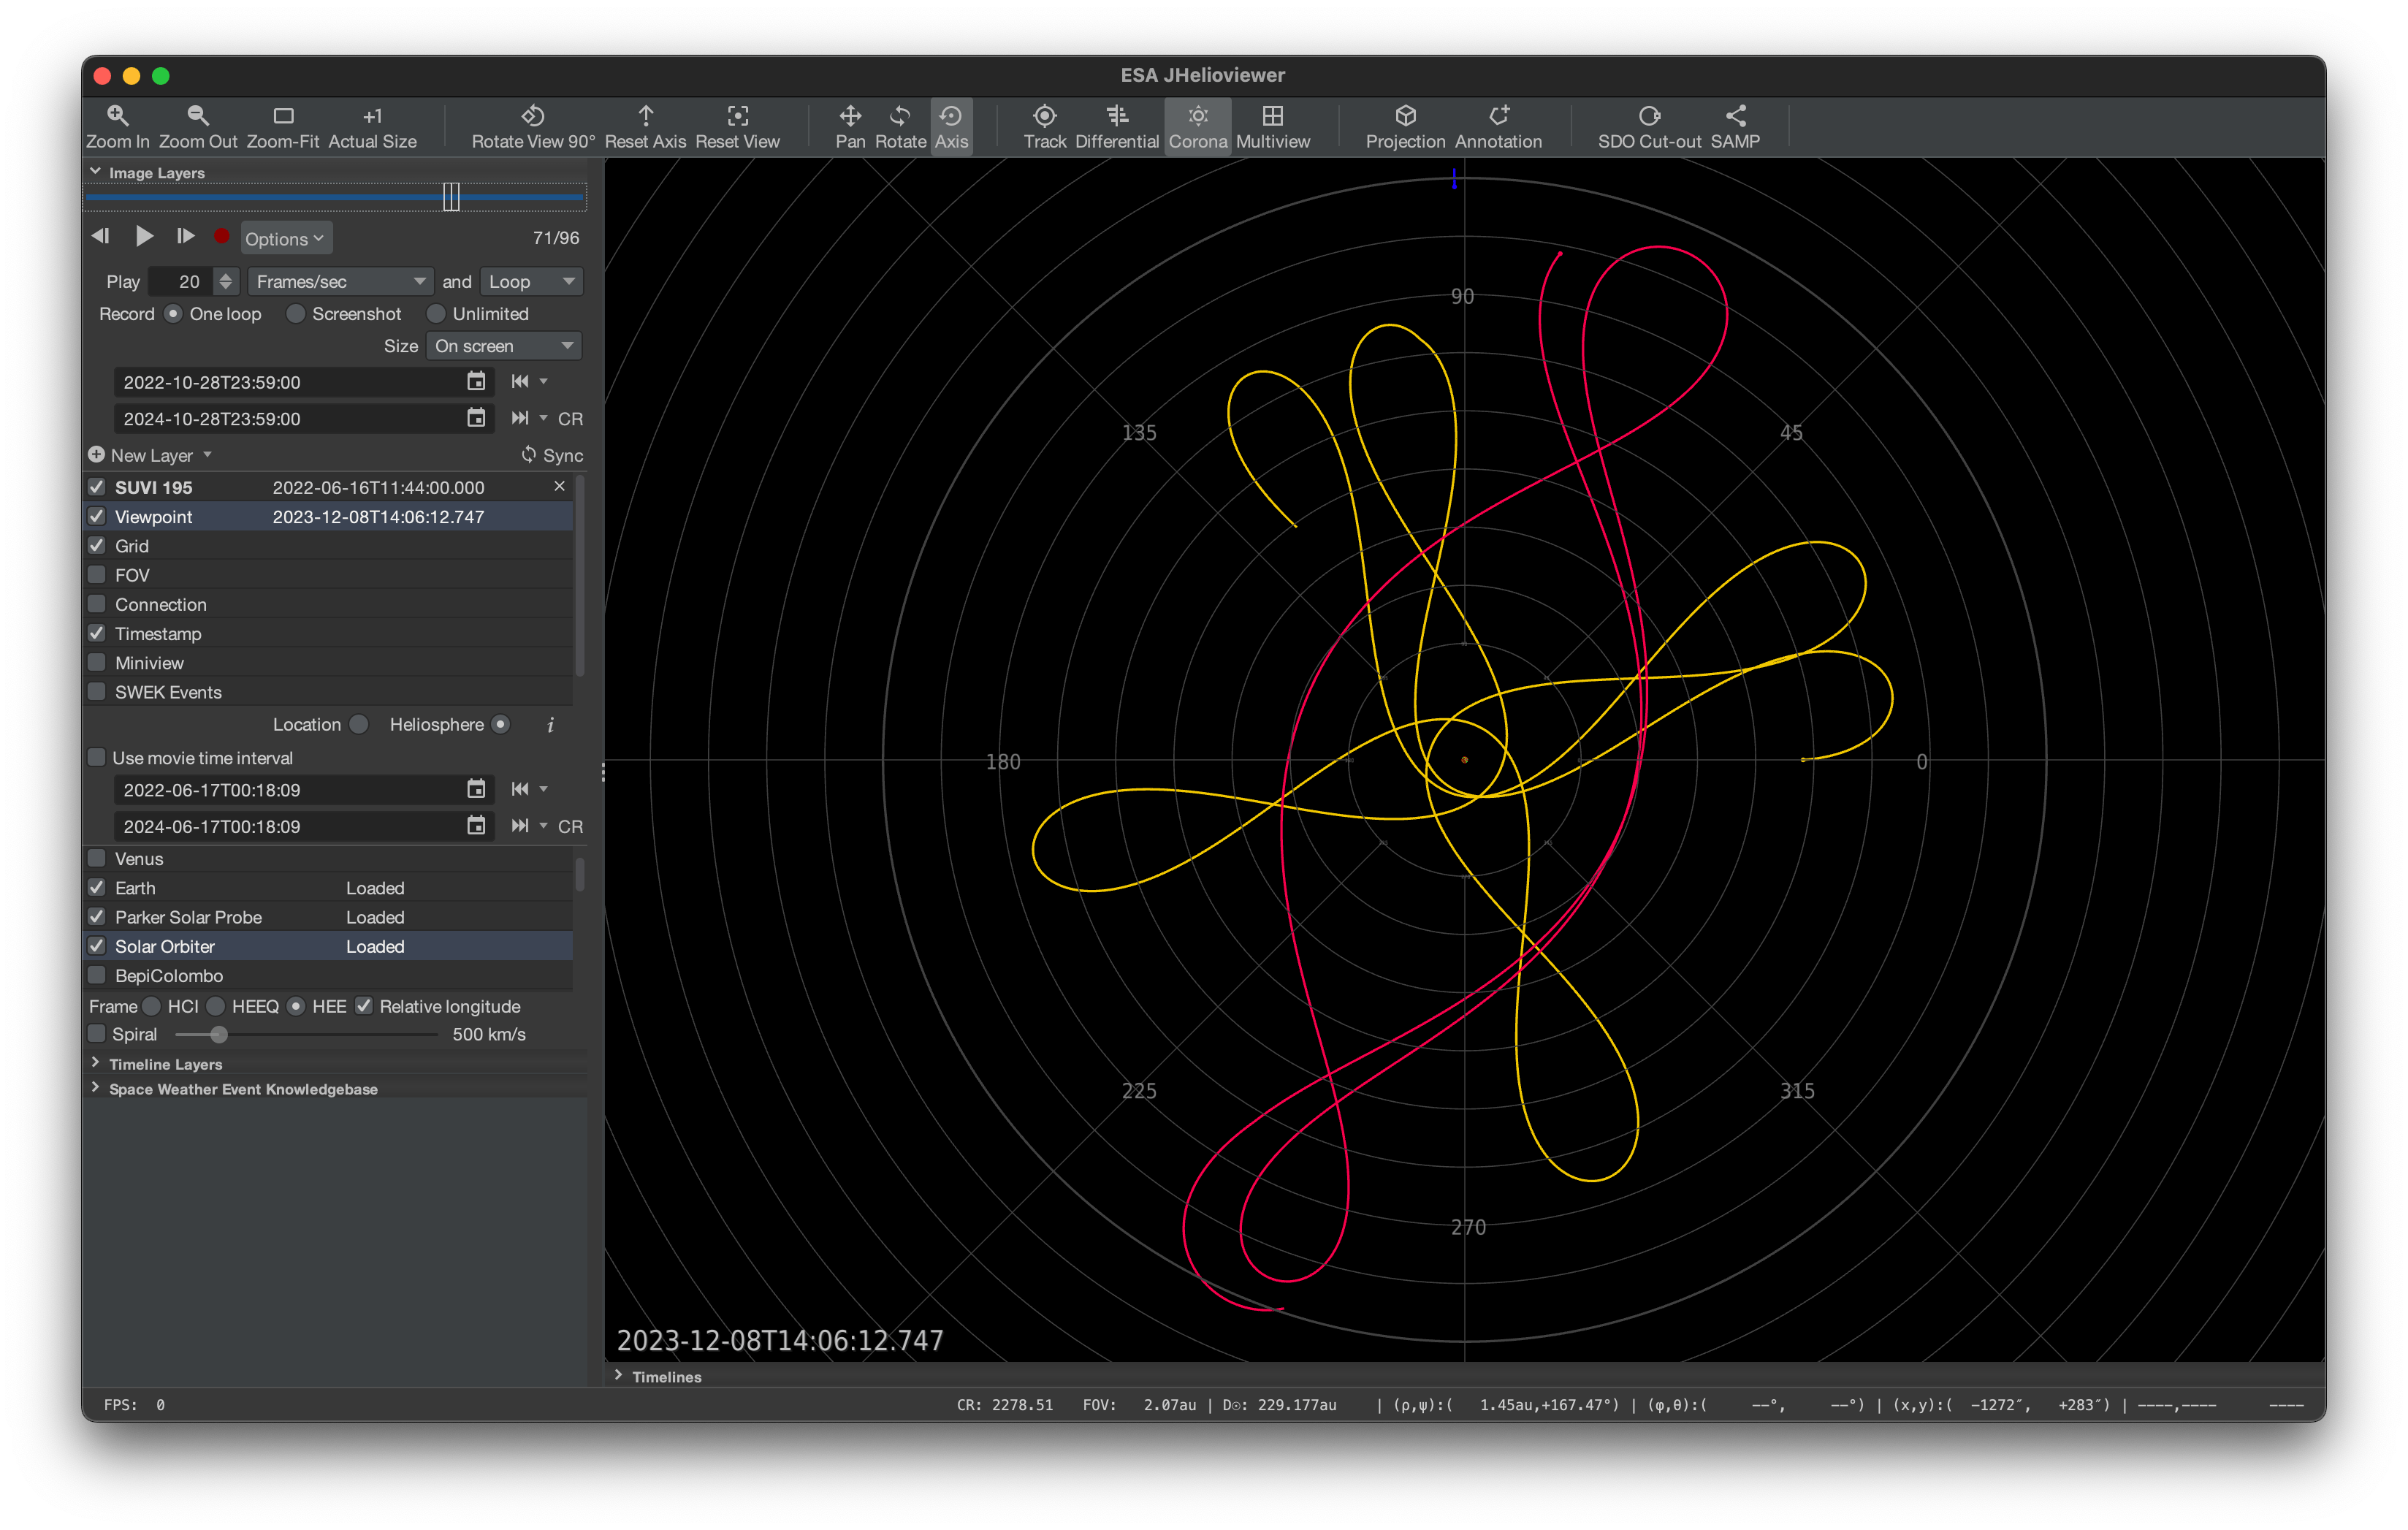 ESA JHelioviewer
Zoom In Zoom Out Zoom-Fit +1 Actual Size Rotate View 90° Reset Axis Reset View Pan Rotate Axis Track Differential Corona Multiview Projection Annotation SDO Cut-out SAMP
Image Layers
Options 71/96
Play 20 Frames/sec and Loop
Record One loop Screenshot Unlimited
Size On screen
2022-10-28T23:59:00
2024-10-28T23:59:00 CR
New Layer Sync
SUVI 195 2022-06-16T11:44:00.000
Viewpoint 2023-12-08T14:06:12.747
Grid
FOV
Connection
Timestamp
Miniview
SWEK Events
Location Heliosphere i
Use movie time interval
2022-06-17T00:18:09
2024-06-17T00:18:09 CR
Venus
Earth Loaded
Parker Solar Probe Loaded
Solar Orbiter Loaded
BepiColombo
Frame HCI HEEQ HEE Relative longitude
Spiral 500 km/s
Timeline Layers
Space Weather Event Knowledgebase
90
135 45
180 0
225 315
270
2023-12-08T14:06:12.747
Timelines
FPS: 0 CR: 2278.51 FOV: 2.07au | D☉: 229.177au | (ρ,ψ):( 1.45au,+167.47°) | (φ,θ):( --°, --°) | (x,y):( -1272″, +283″) | ----,---- ----